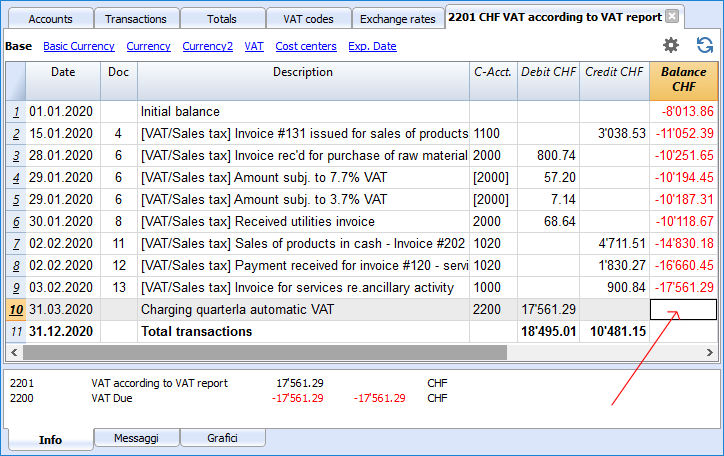 Accounts Transactions Totals VAT codes Exchange rates 2201 CHF VAT according to VAT report
Base Basic Currency Currency Currency2 VAT Cost centers Exp. Date
Date Doc Description C-Acct. Debit CHF Credit CHF Balance CHF
1 01.01.2020 Initial balance -8'013.86
2 15.01.2020 4 [VAT/Sales tax] Invoice #131 issued for sales of products 1100 3'038.53 -11'052.39
3 28.01.2020 6 [VAT/Sales tax] Invoice rec'd for purchase of raw material 2000 800.74 -10'251.65
4 29.01.2020 6 [VAT/Sales tax] Amount subj. to 7.7% VAT [2000] 57.20 -10'194.45
5 29.01.2020 6 [VAT/Sales tax] Amount subj. to 3.7% VAT [2000] 7.14 -10'187.31
6 30.01.2020 8 [VAT/Sales tax] Received utilities invoice 2000 68.64 -10'118.67
7 02.02.2020 11 [VAT/Sales tax] Sales of products in cash - Invoice #202 1020 4'711.51 -14'830.18
8 02.02.2020 12 [VAT/Sales tax] Payment received for invoice #120 - servi 1020 1'830.27 -16'660.45
9 03.02.2020 13 [VAT/Sales tax] Invoice for services re.ancillary activity 1000 900.84 -17'561.29
10 31.03.2020 Charging quarterla automatic VAT 2200 17'561.29
11 31.12.2020 Total transactions 18'495.01 10'481.15
2201 VAT according to VAT report 17'561.29 CHF
2200 VAT Due -17'561.29 -17'561.29 CHF
Info Messaggi Grafici